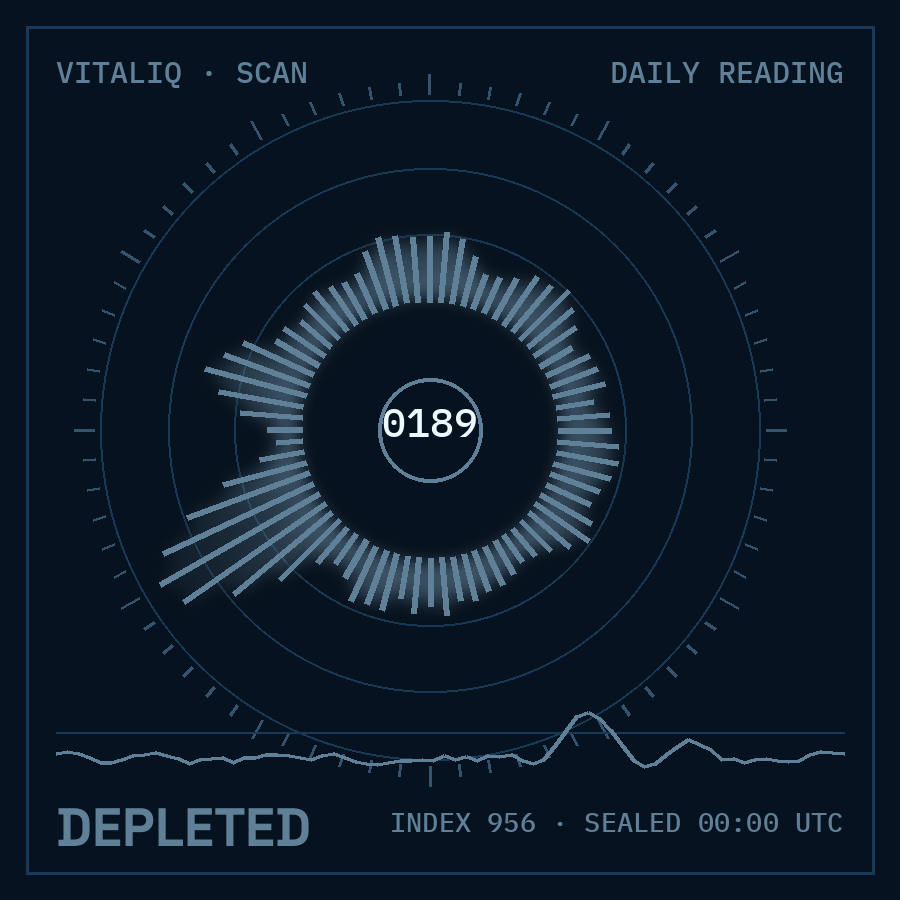 VITALIQ · SCAN
DAILY READING
0189
DEPLETED
INDEX 956 · SEALED 00:00 UTC